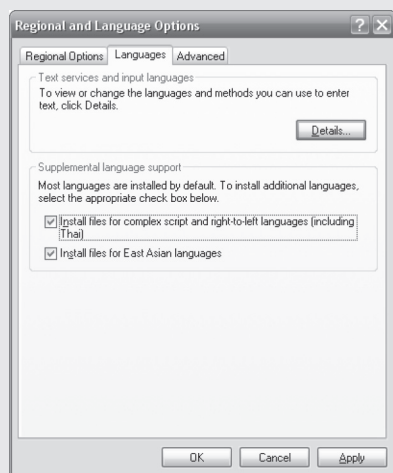 Regional and Language Options
Regional Options
Languages
Advanced
Text services and input languages
To view or change the languages and methods you can use to enter
text, click Details.
Details...
Supplemental language support
Most languages are installed by default. To install additional languages,
select the appropriate check box below.
Install files for complex script and right-to-left languages (including
Thai)
Install files for East Asian languages
OK
Cancel
Apply